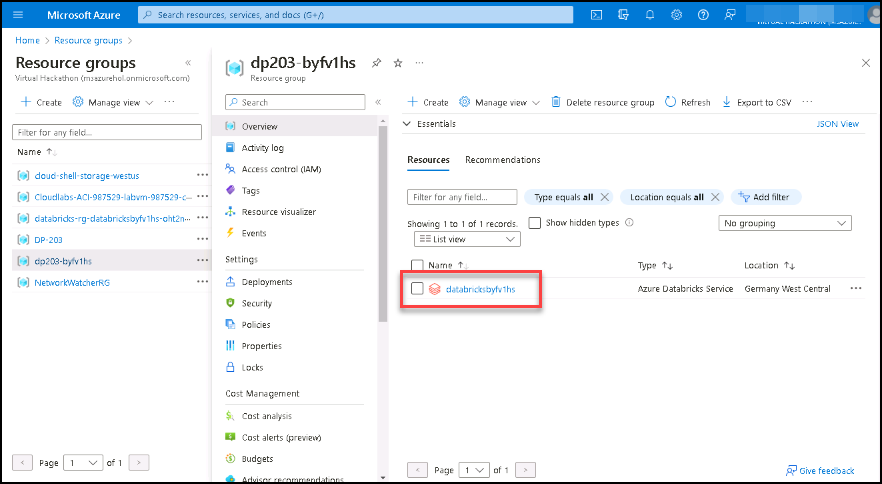 Microsoft Azure
Search resources, services, and docs (G+/)
Home > Resource groups >
Resource groups
«
Virtual Hackathon (msazurehol.onmicrosoft.com)
+ Create
Manage view
...
Filter for any field...
Name ↑↓
cloud-shell-storage-westus ...
Cloudlabs-ACI-987529-labvm-987529-c... ...
databricks-rg-databricksbyfv1hs-oht2n... ...
DP-203 ...
dp203-byfv1hs ...
NetworkWatcherRG ...
< Page 1 of 1 >
dp203-byfv1hs
...
Resource group
Search
«
Overview
Activity log
Access control (IAM)
Tags
Resource visualizer
Events
Settings
Deployments
Security
Policies
Properties
Locks
Cost Management
Cost analysis
Cost alerts (preview)
Budgets
Advisor recommendations
+ Create
Manage view
Delete resource group
Refresh
Export to CSV
...
Essentials
JSON View
Resources
Recommendations
Filter for any field...
Type equals all ×
Location equals all ×
Add filter
Showing 1 to 1 of 1 records.
Show hidden types
No grouping
List view
Name ↑↓
Type ↑↓
Location ↑↓
databricksbyfv1hs
Azure Databricks Service
Germany West Central
...
< Page 1 of 1 >
Give feedback